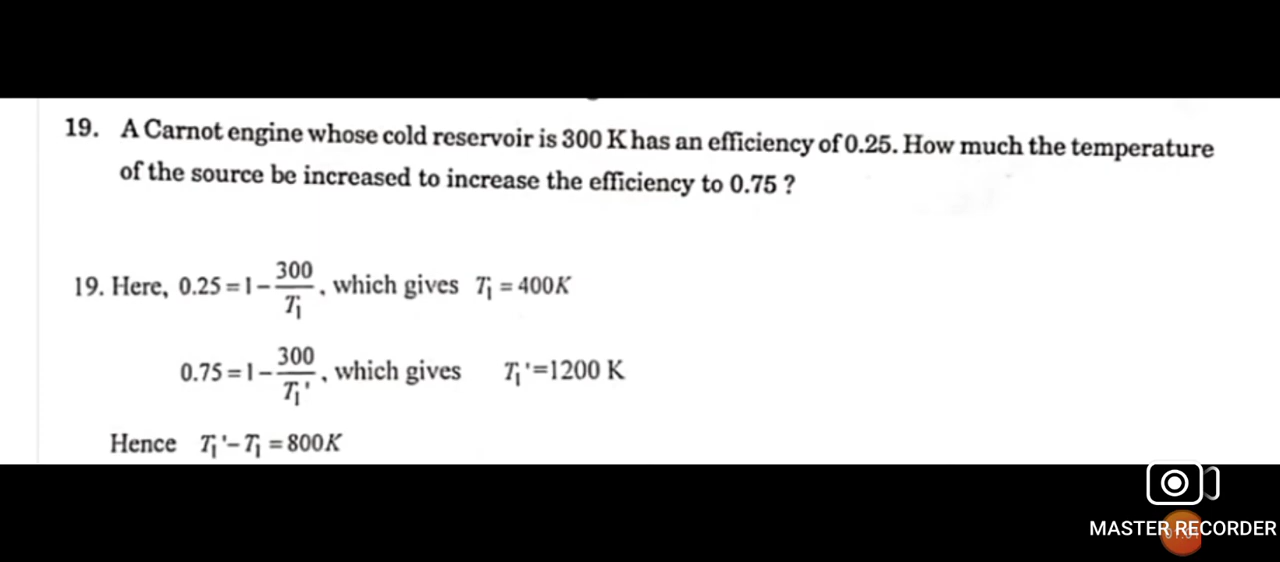 19. A Carnot engine whose cold reservoir is 300 K has an efficiency of 0.25. How much the temperature
of the source be increased to increase the efficiency to 0.75 ?
19. Here, 0.25 = 1 − 300/T₁, which gives T₁ = 400K
0.75 = 1 − 300/T₁', which gives T₁'=1200 K
Hence T₁'− T₁ = 800K
MASTER RECORDER